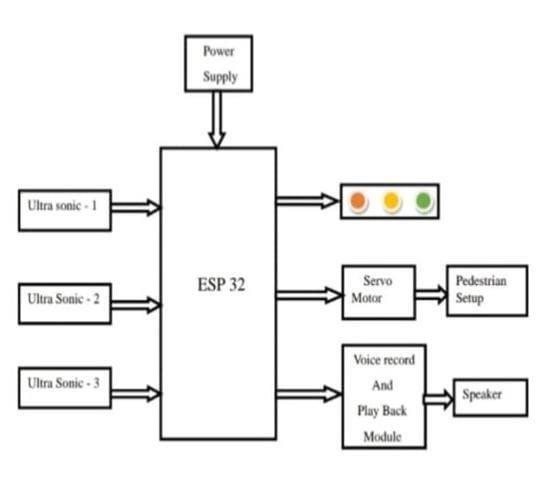 Power
Supply
Ultra sonic - 1
Ultra Sonic - 2
Ultra Sonic - 3
ESP 32
Servo
Motor
Pedestrian
Setup
Voice record
And
Play Back
Module
Speaker